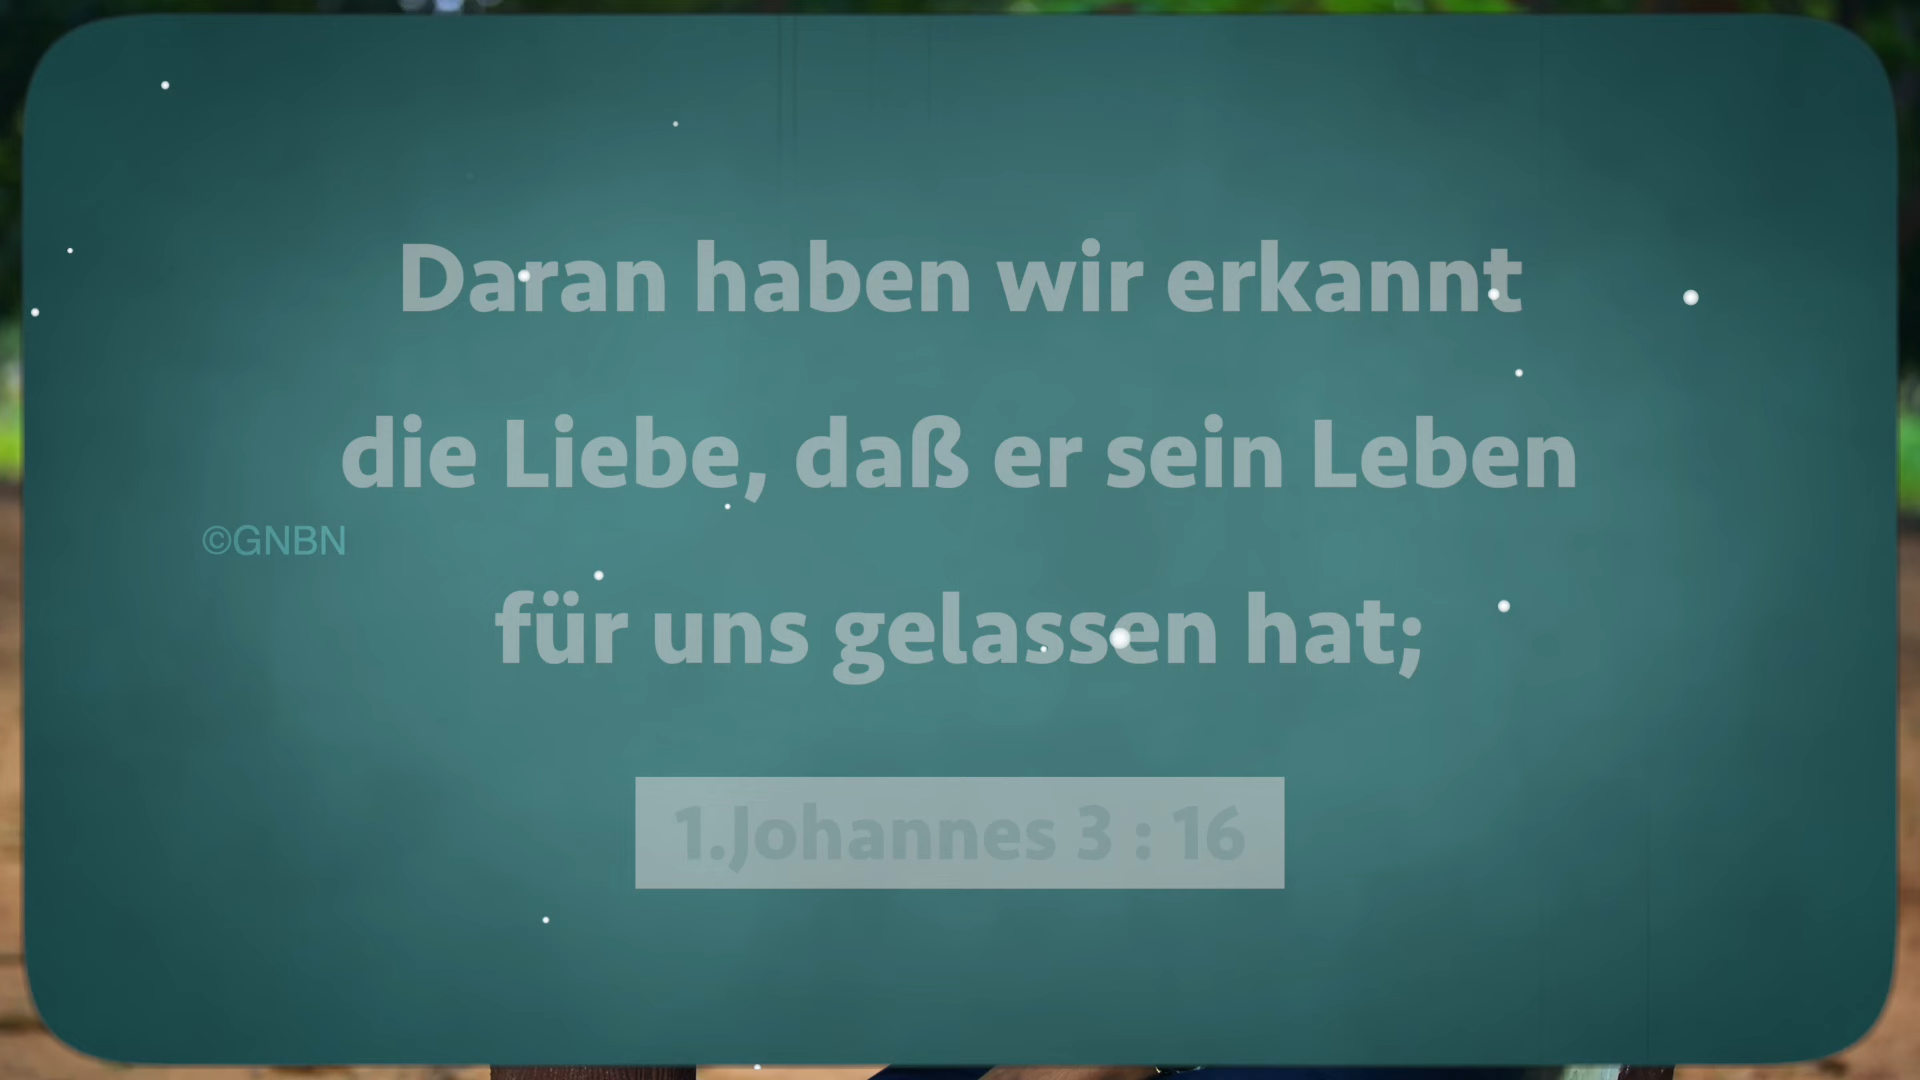 Daran haben wir erkannt
die Liebe, daß er sein Leben
©GNBN
für uns gelassen hat;
1.Johannes 3 : 16